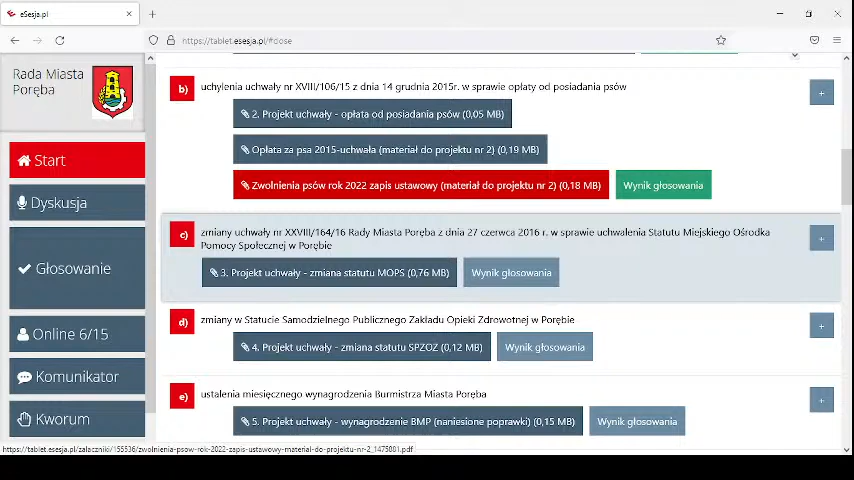 eSesja.pl
https://tablet.esesja.pl/#close
Rada Miasta
Poręba
Start
Dyskusja
Głosowanie
Online 6/15
Komunikator
Kworum
b) uchylenia uchwały nr XVIII/106/15 z dnia 14 grudnia 2015r. w sprawie opłaty od posiadania psów +
2. Projekt uchwały - opłata od posiadania psów (0,05 MB)
Opłata za psa 2015-uchwała (materiał do projektu nr 2) (0,19 MB)
Zwolnienia psów rok 2022 zapis ustawowy (materiał do projektu nr 2) (0,18 MB) Wynik głosowania
c) zmiany uchwały nr XXVIII/164/16 Rady Miasta Poręba z dnia 27 czerwca 2016 r. w sprawie uchwalenia Statutu Miejskiego Ośrodka +
Pomocy Społecznej w Porębie
3. Projekt uchwały - zmiana statutu MOPS (0,76 MB) Wynik głosowania
d) zmiany w Statucie Samodzielnego Publicznego Zakładu Opieki Zdrowotnej w Porębie +
4. Projekt uchwały - zmiana statutu SPZOZ (0,12 MB) Wynik głosowania
e) ustalenia miesięcznego wynagrodzenia Burmistrza Miasta Poręba +
5. Projekt uchwały - wynagrodzenie BMP (naniesione poprawki) (0,15 MB) Wynik głosowania
https://tablet.esesja.pl/zalaczniki/155536/zwolnienia-psow-rok-2022-zapis-ustawowy-material-do-projektu-nr-2_1475081.pdf